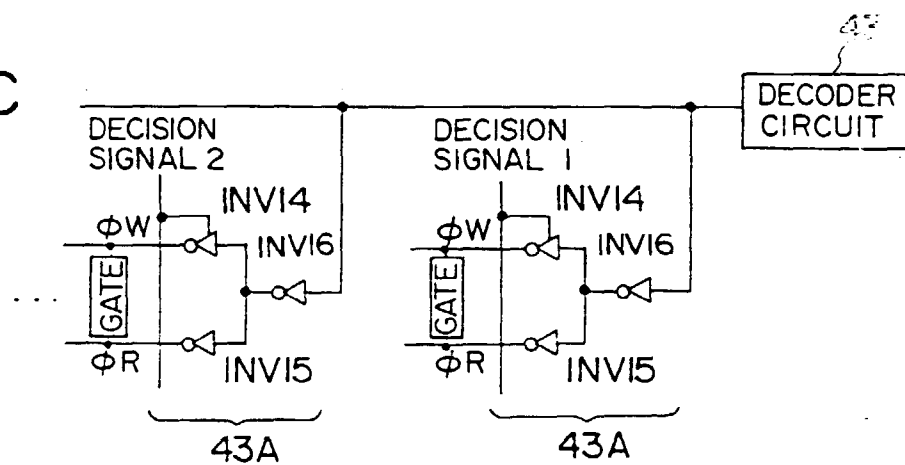 C
43
DECODER
CIRCUIT
DECISION
SIGNAL 2
DECISION
SIGNAL 1
INV14
ϕW
INV16
GATE
ϕR
INV15
43A
INV14
ϕW
INV16
GATE
ϕR
INV15
43A
....